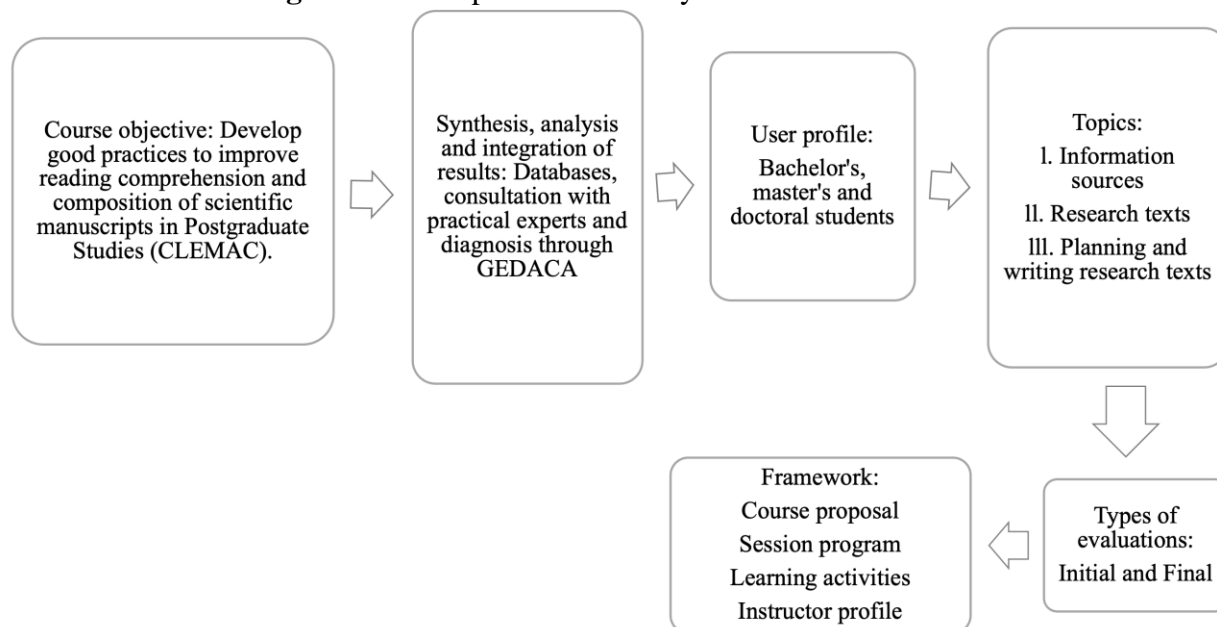 Course objective: Develop
good practices to improve
reading comprehension and
composition of scientific
manuscripts in Postgraduate
Studies (CLEMAC).
Synthesis, analysis
and integration of
results: Databases,
consultation with
practical experts and
diagnosis through
GEDACA
User profile:
Bachelor's,
master's and
doctoral students
Topics:
l. Information
sources
ll. Research texts
lll. Planning and
writing research texts
Types of
evaluations:
Initial and Final
Framework:
Course proposal
Session program
Learning activities
Instructor profile